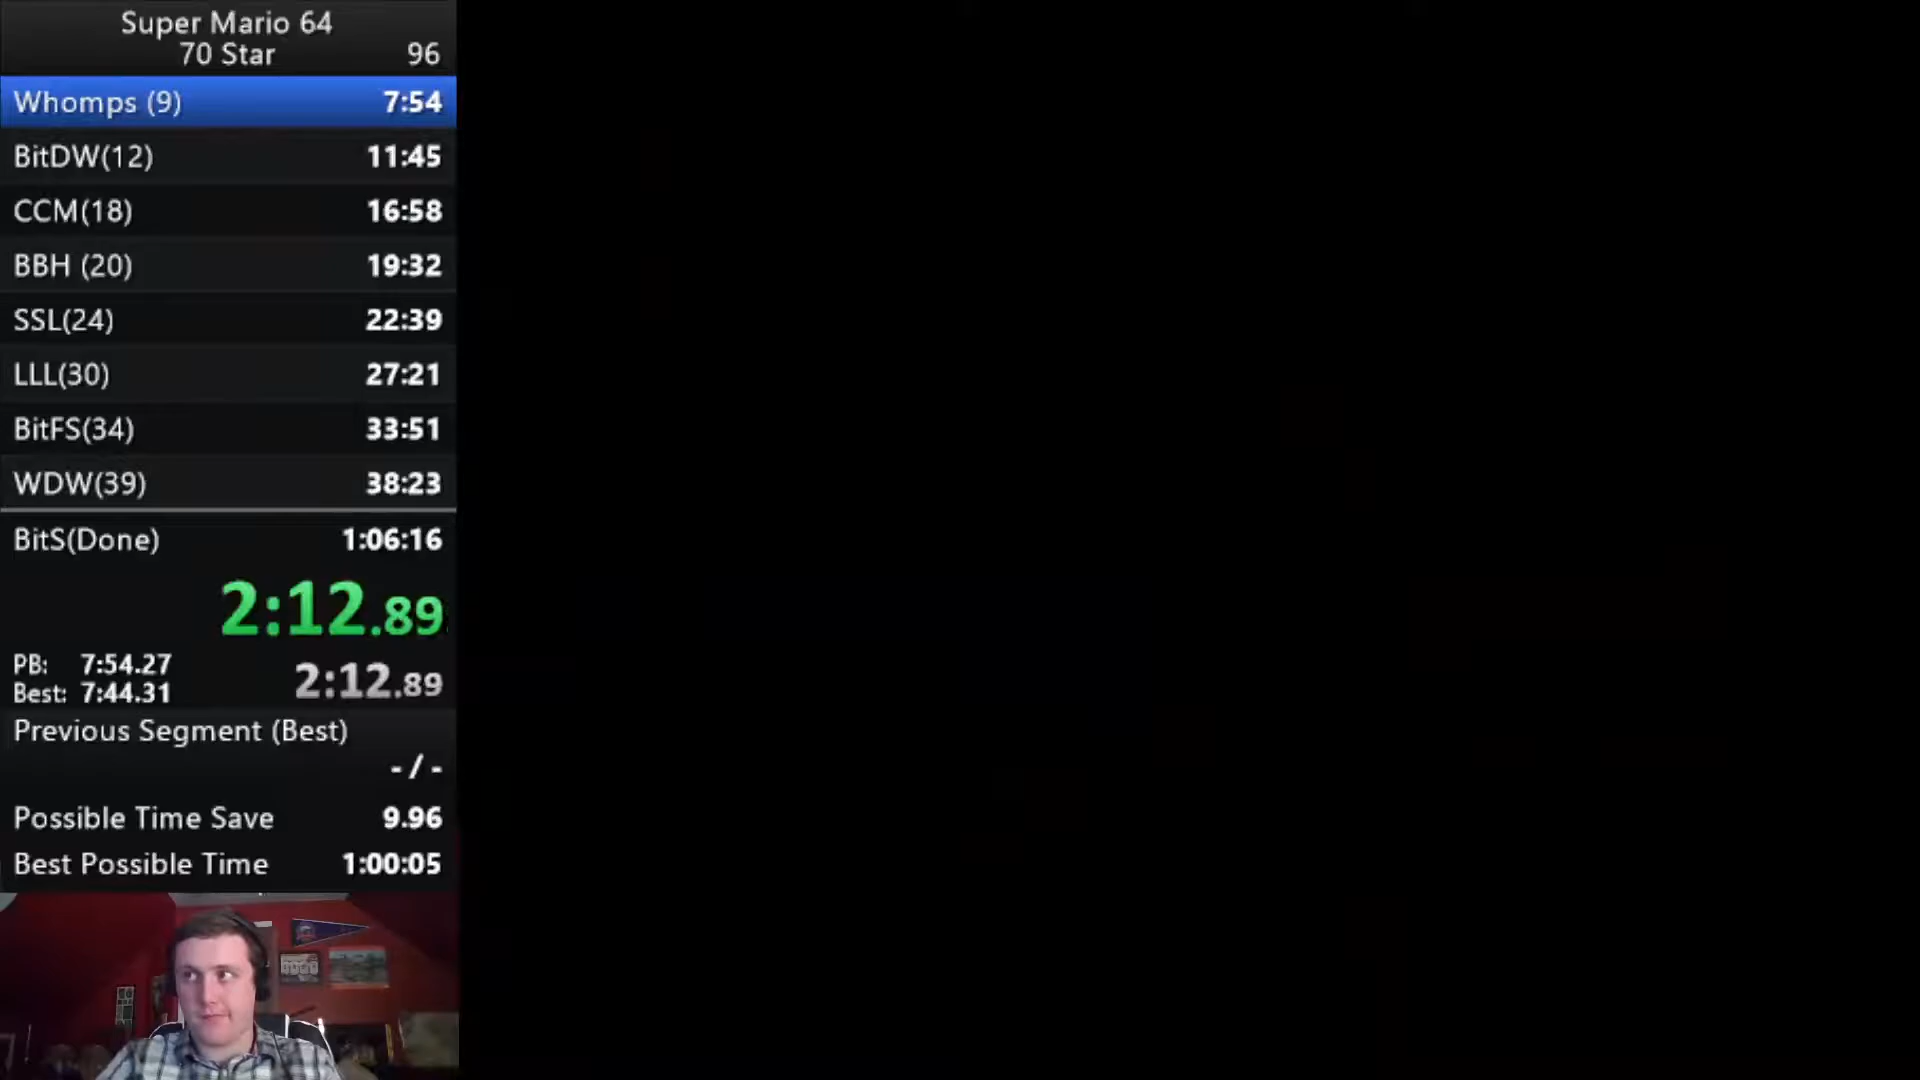 Super Mario 64
70 Star 96
Whomps (9) 7:54
BitDW(12) 11:45
CCM(18) 16:58
BBH (20) 19:32
SSL(24) 22:39
LLL(30) 27:21
BitFS(34) 33:51
WDW(39) 38:23
BitS(Done) 1:06:16
2:12.89
PB: 7:54.27
Best: 7:44.31
2:12.89
Previous Segment (Best)
- / -
Possible Time Save 9.96
Best Possible Time 1:00:05